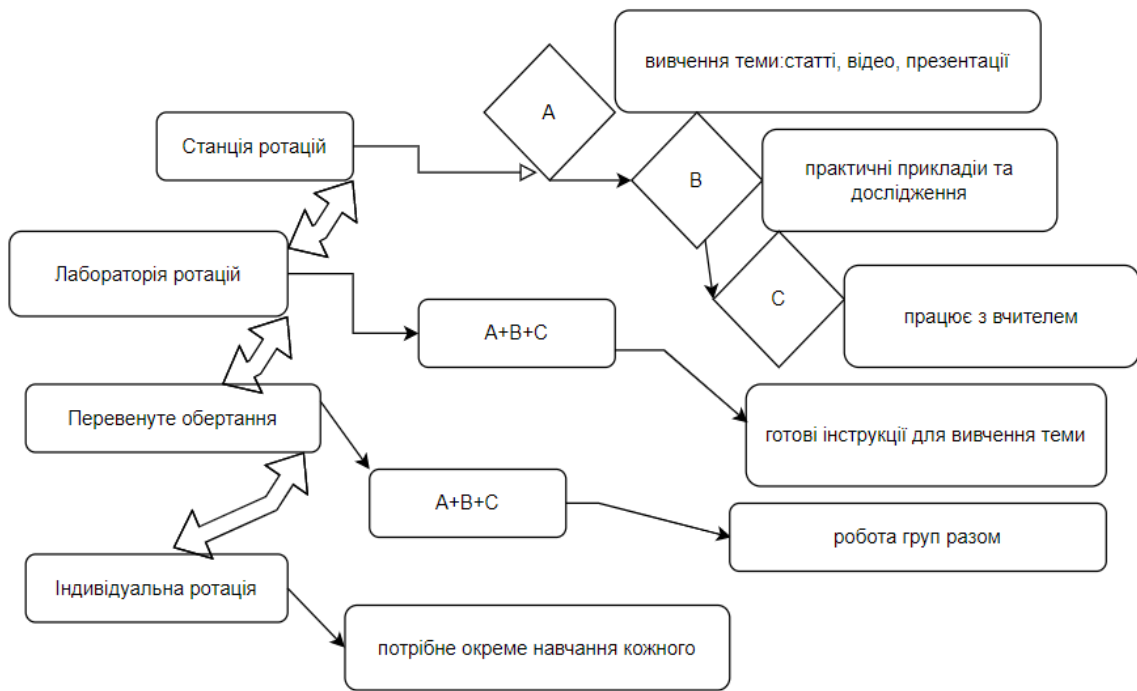 вивчення теми:статті, відео, презентації
A
Станція ротацій
B
практичні прикладіи та
дослідження
Лабораторія ротацій
C
працює з вчителем
A+B+C
Перевенуте обертання
готові інструкції для вивчення теми
A+B+C
робота груп разом
Індивідуальна ротація
потрібне окреме навчання кожного